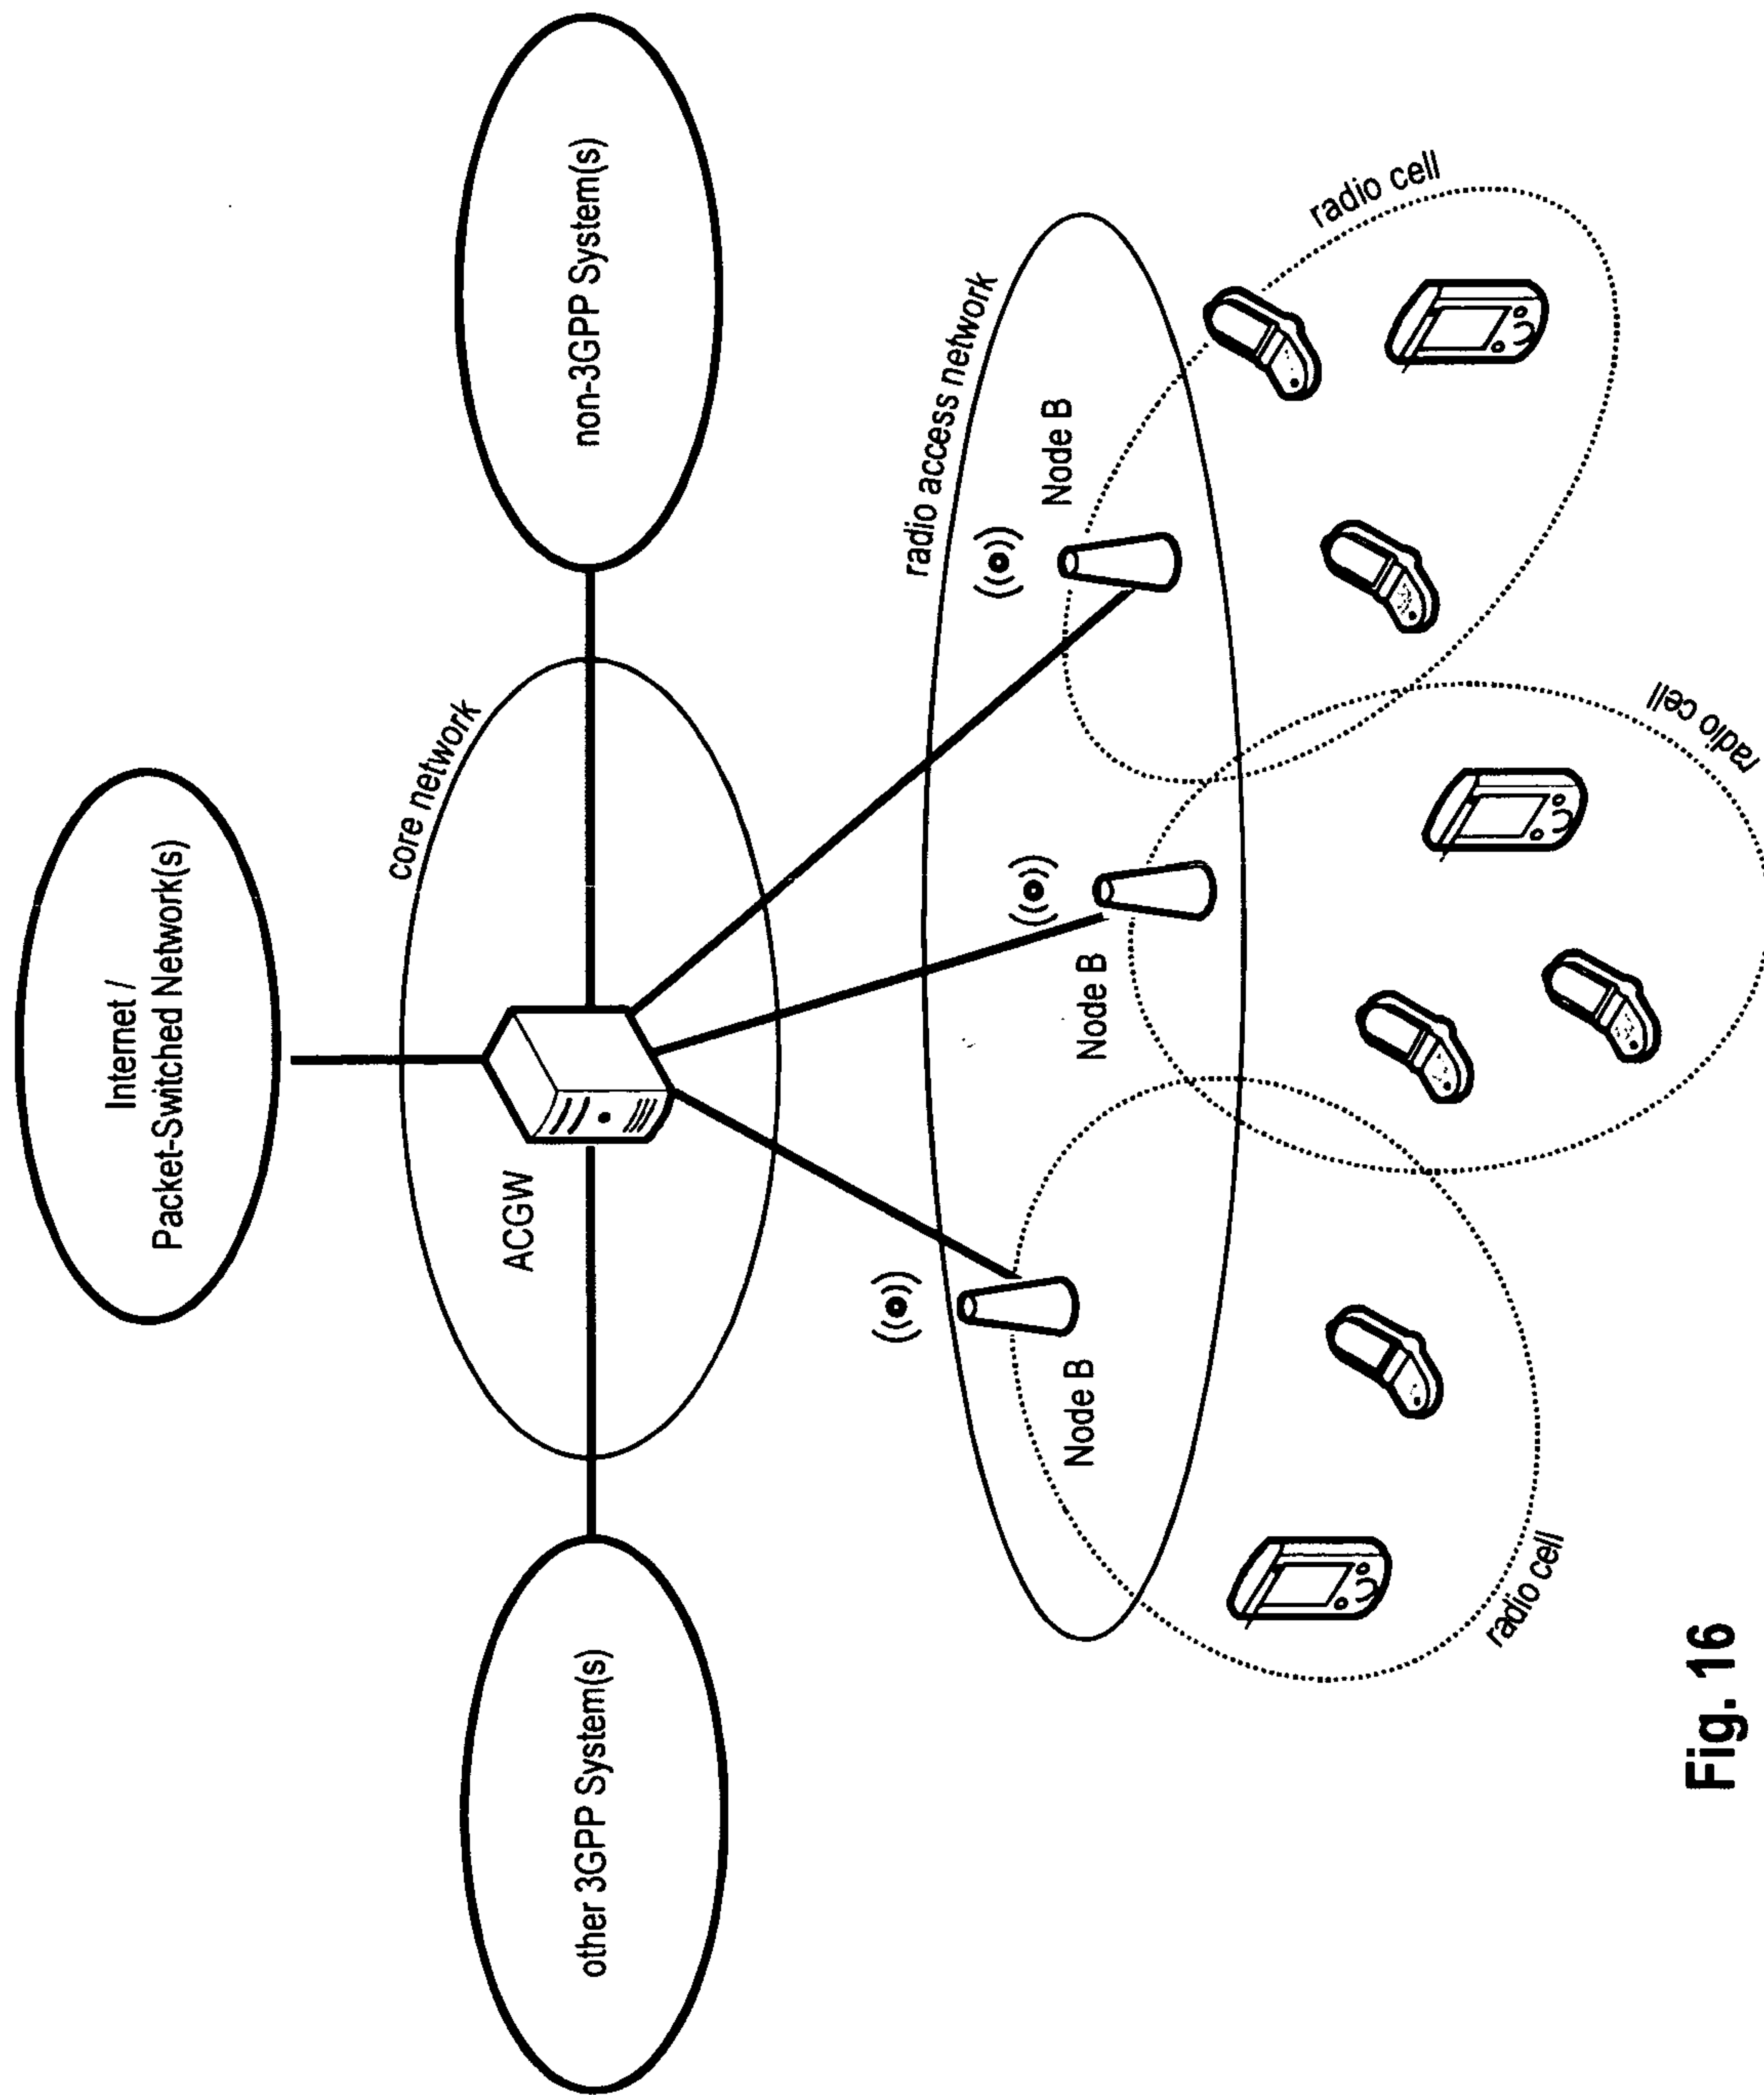 Internet /
Packet-Switched Network(s)
core network
other 3GPP System(s)
ACGW
non-3GPP System(s)
radio access network
Node B
Node B
Node B
radio cell
radio cell
radio cell
Fig. 16